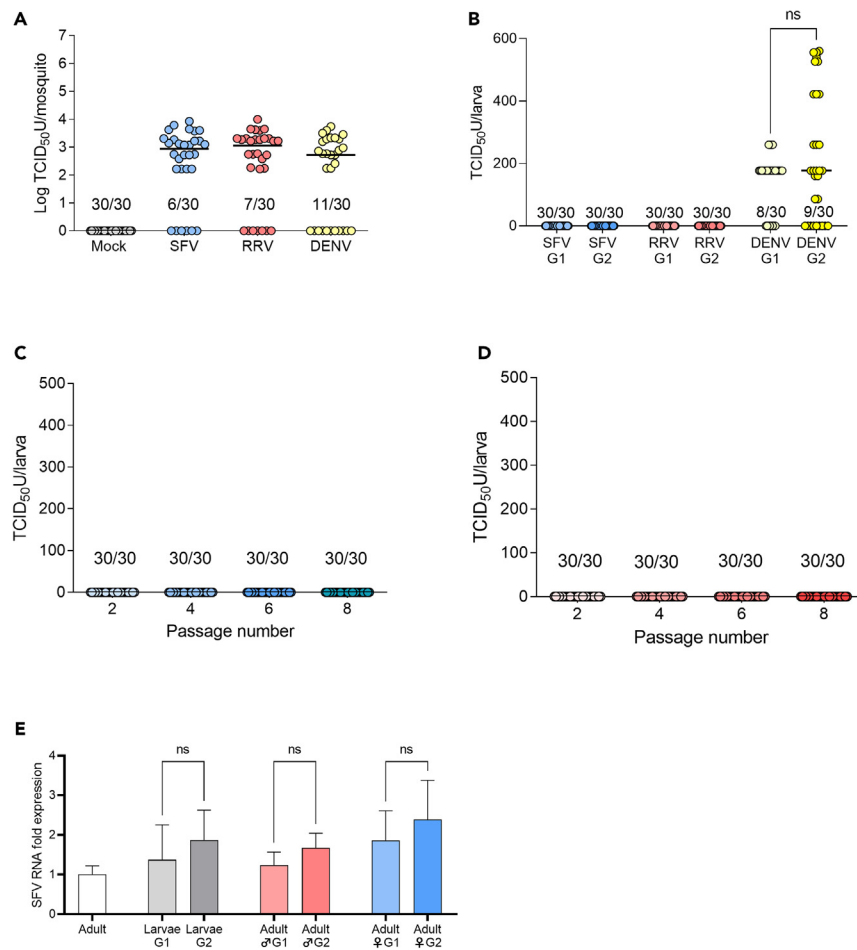 A
Log TCID50U/mosquito
7
6
5
4
3
2
1
0
30/30 6/30 7/30 11/30
Mock SFV RRV DENV
B
TCID50U/larva
600
400
200
0
ns
30/30 30/30 30/30 30/30 8/30 9/30
SFV SFV RRV RRV DENV DENV
G1 G2 G1 G2 G1 G2
C
TCID50U/larva
500
400
300
200
100
0
30/30 30/30 30/30 30/30
2 4 6 8
Passage number
D
TCID50U/larva
500
400
300
200
100
0
30/30 30/30 30/30 30/30
2 4 6 8
Passage number
E
SFV RNA fold expression
4
3
2
1
0
ns ns ns
Adult Larvae Larvae Adult Adult Adult Adult
G1 G2 ♂G1 ♂G2 ♀G1 ♀G2